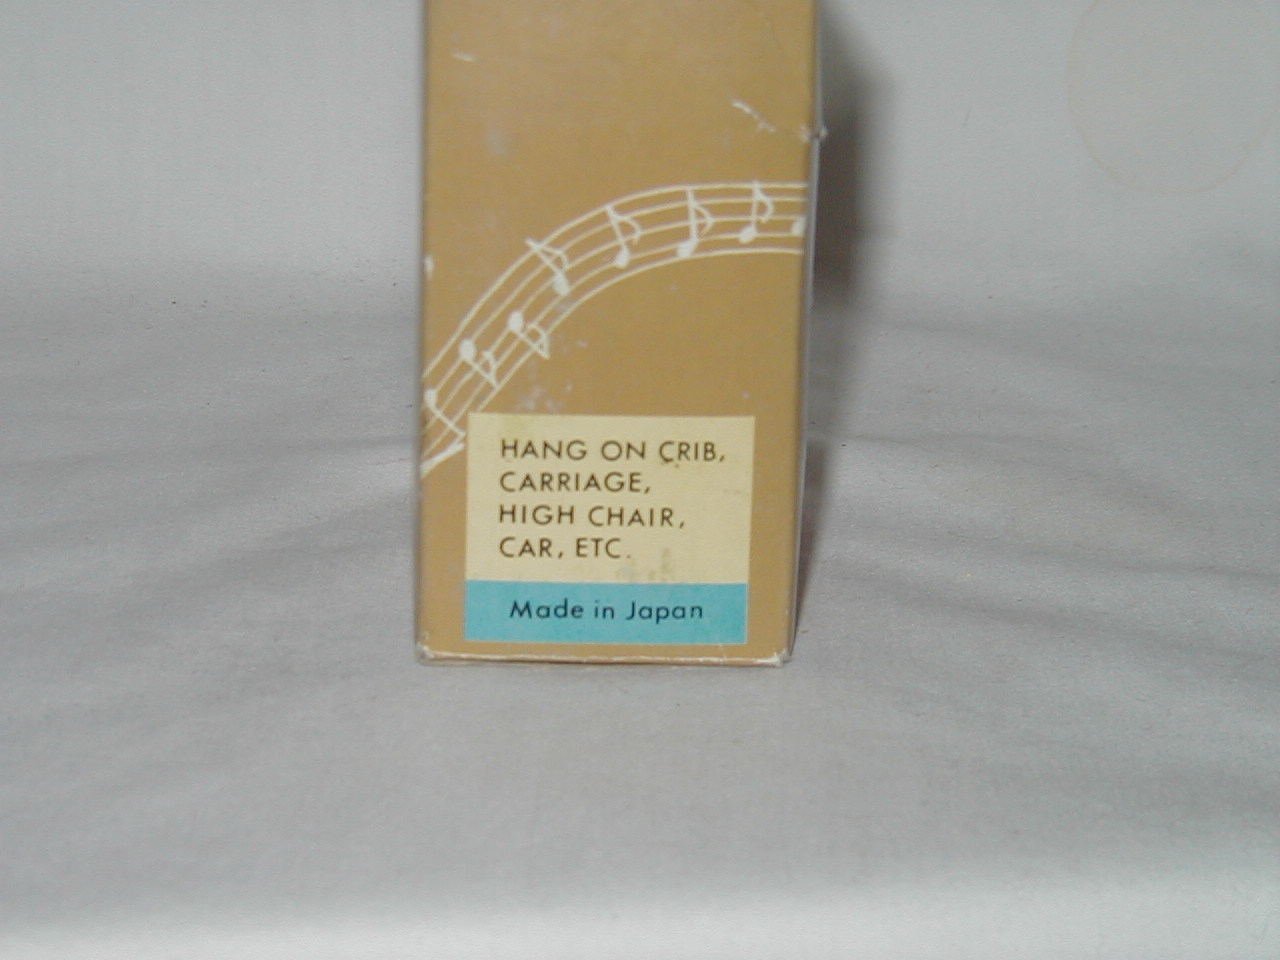 HANG ON CRIB,
CARRIAGE,
HIGH CHAIR,
CAR, ETC.
Made in Japan